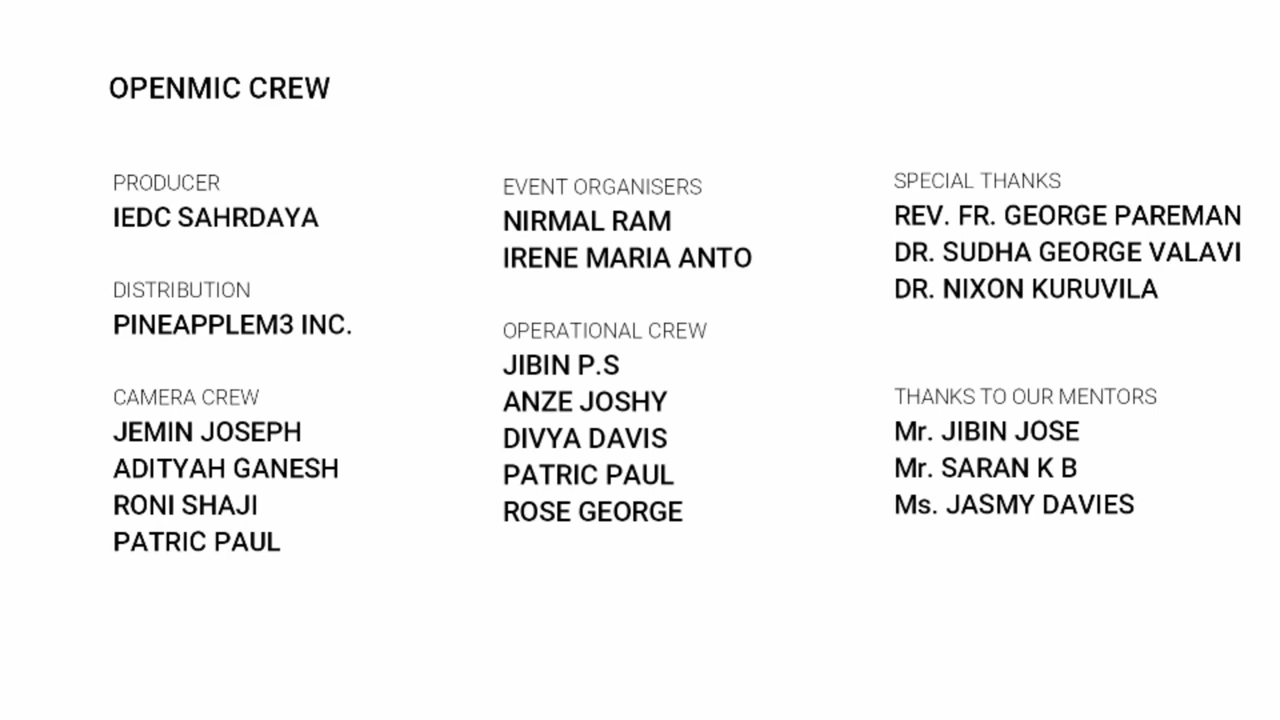 OPENMIC CREW
PRODUCER
IEDC SAHRDAYA
DISTRIBUTION
PINEAPPLEM3 INC.
CAMERA CREW
JEMIN JOSEPH
ADITYAH GANESH
RONI SHAJI
PATRIC PAUL
EVENT ORGANISERS
NIRMAL RAM
IRENE MARIA ANTO
OPERATIONAL CREW
JIBIN P.S
ANZE JOSHY
DIVYA DAVIS
PATRIC PAUL
ROSE GEORGE
SPECIAL THANKS
REV. FR. GEORGE PAREMAN
DR. SUDHA GEORGE VALAVI
DR. NIXON KURUVILA
THANKS TO OUR MENTORS
Mr. JIBIN JOSE
Mr. SARAN K B
Ms. JASMY DAVIES